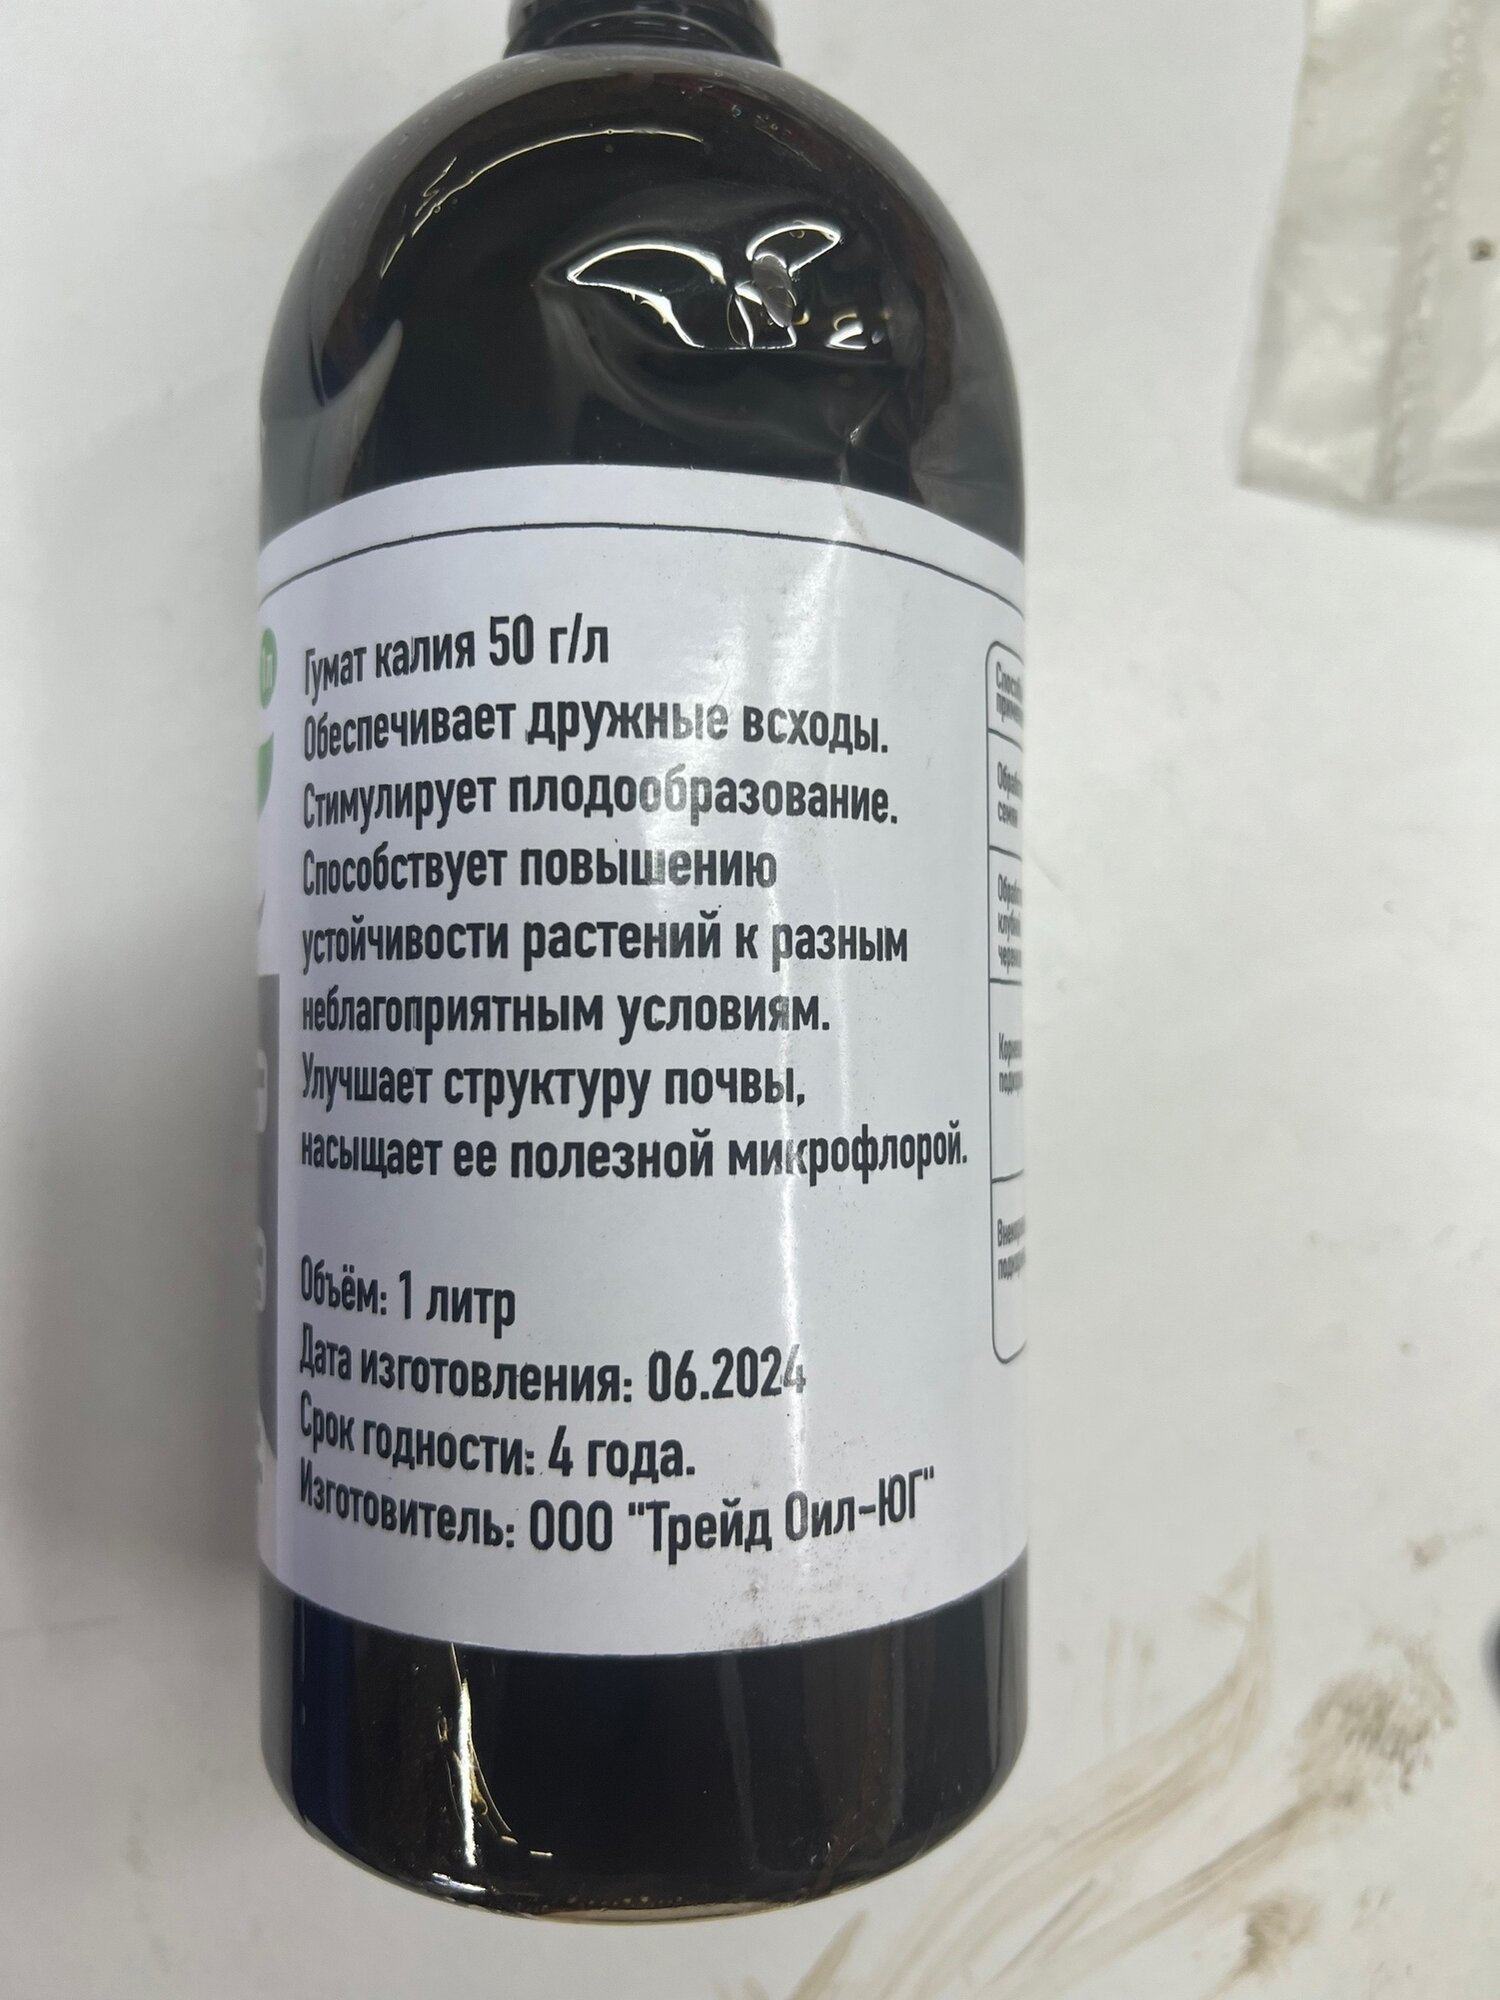 Гумат калия 50 г/л
Обеспечивает дружные всходы.
Стимулирует плодообразование.
Способствует повышению
устойчивости растений к разным
неблагоприятным условиям.
Улучшает структуру почвы,
насыщает ее полезной микрофлорой.
Объём: 1 литр
Дата изготовления: 06.2024
Срок годности: 4 года.
Изготовитель: ООО "Трейд Оил-ЮГ"